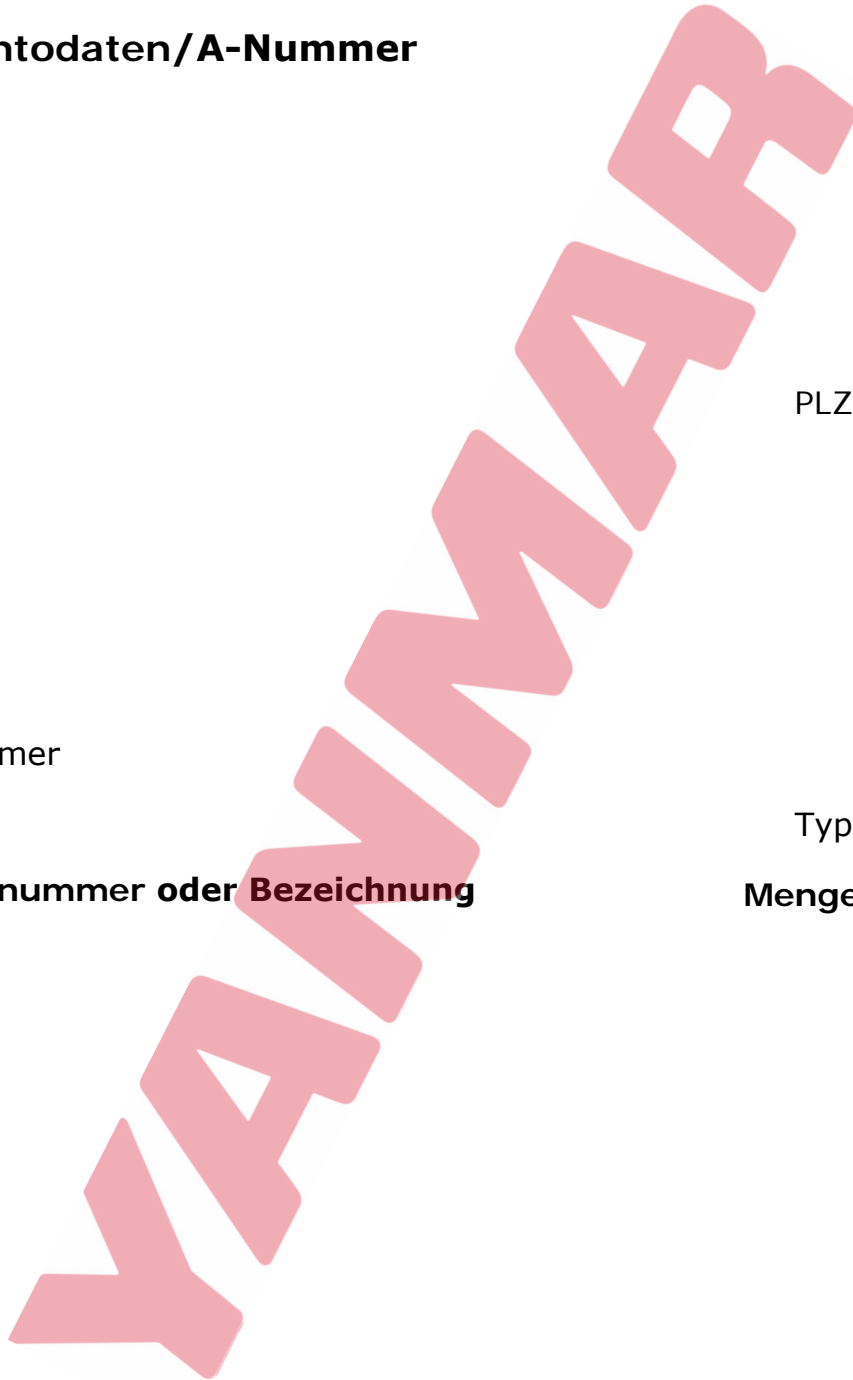 ntodaten/A-Nummer
PLZ
mer
Typ
nummer oder Bezeichnung
Menge
YANMAR